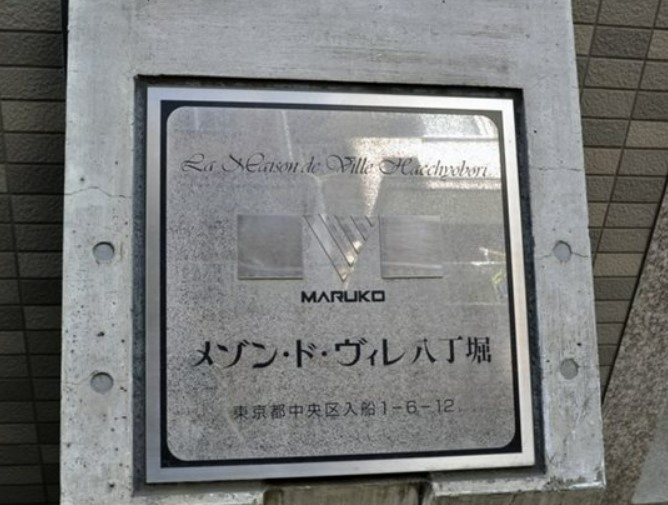 La Maison de Ville Hacchyobori
MARUKO
メゾン・ド・ヴィレ八丁堀
東京都中央区入船1-6-12